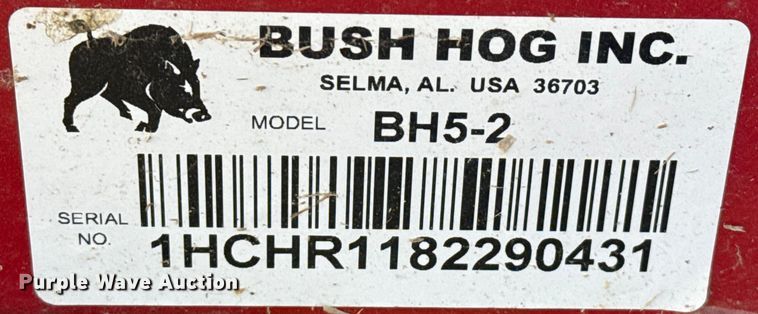 BUSH HOG INC.
SELMA, AL. USA 36703
MODEL BH5-2
SERIAL NO. 1HCHR1182290431
Purple Wave Auction